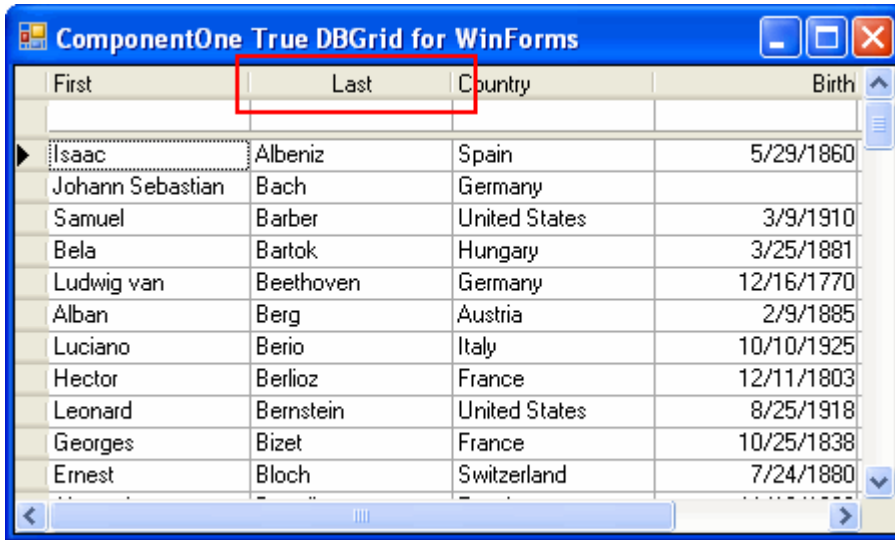 ComponentOne True DBGrid for WinForms
First Last Country Birth
Isaac Albeniz Spain 5/29/1860
Johann Sebastian Bach Germany
Samuel Barber United States 3/9/1910
Bela Bartok Hungary 3/25/1881
Ludwig van Beethoven Germany 12/16/1770
Alban Berg Austria 2/9/1885
Luciano Berio Italy 10/10/1925
Hector Berlioz France 12/11/1803
Leonard Bernstein United States 8/25/1918
Georges Bizet France 10/25/1838
Ernest Bloch Switzerland 7/24/1880